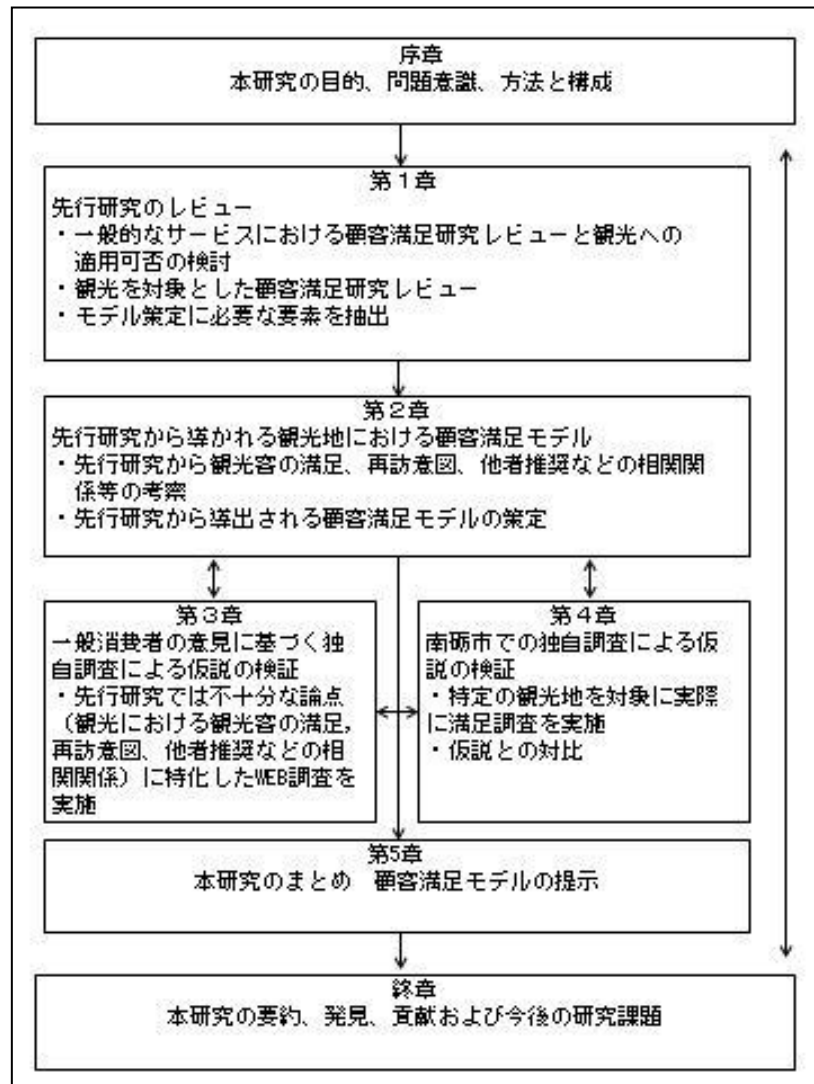 序章
本研究の目的、問題意識、方法と構成
第１章
先行研究のレビュー
・一般的なサービスにおける顧客満足研究レビューと観光への
適用可否の検討
・観光を対象とした顧客満足研究レビュー
・モデル策定に必要な要素を抽出
第２章
先行研究から導かれる観光地における顧客満足モデル
・先行研究から観光客の満足、再訪意図、他者推奨などの相関関
係等の考察
・先行研究から導出される顧客満足モデルの策定
第３章
一般消費者の意見に基づく独
自調査による仮説の検証
・先行研究では不十分な論点
（観光における観光客の満足，
再訪意図、他者推奨などの相
関関係）に特化したWEB調査を
実施
第４章
南砺市での独自調査による仮
説の検証
・特定の観光地を対象に実際
に満足調査を実施
・仮説との対比
第5章
本研究のまとめ　顧客満足モデルの提示
終章
本研究の要約、発見、貢献および今後の研究課題